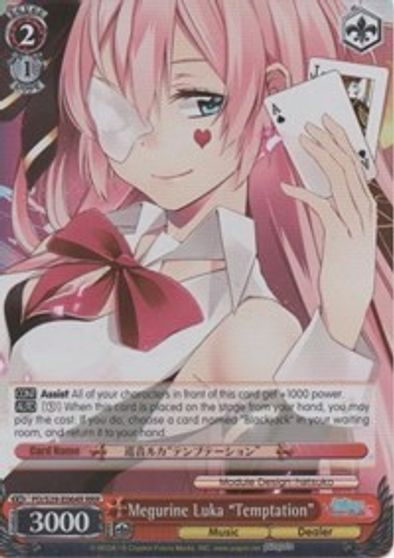 2
1
J
A
A
CONT Assist All of your characters in front of this card get +1000 power.
AUTO [(3)] When this card is placed on the stage from your hand, you may
pay the cost. If you do, choose a card named "Blackjack" in your waiting
room, and return it to your hand.
Card Name 巡音ルカ“テンプテーション”
Module Design: hatsuko
3000
Megurine Luka "Temptation"
Music Dealer